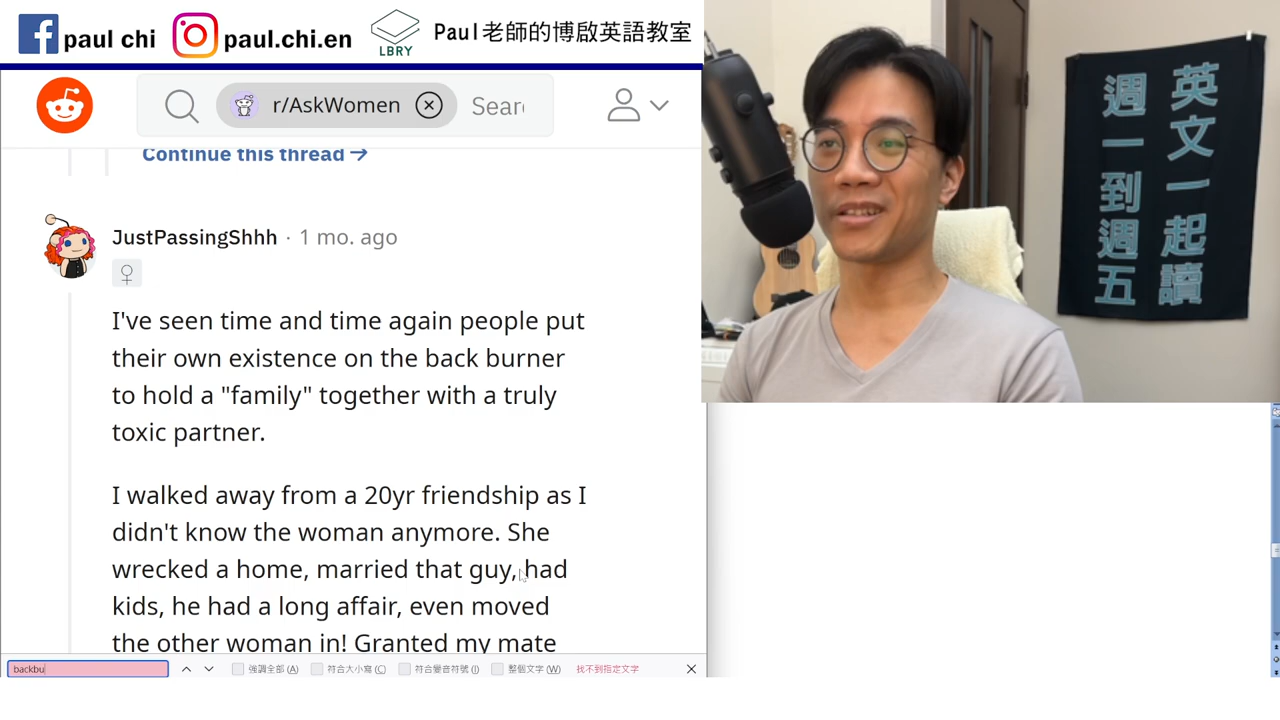 paul chi
paul.chi.en
LBRY
Paul老師的博啟英語教室
r/AskWomen
Sear
Continue this thread →
JustPassingShhh · 1 mo. ago
♀
I've seen time and time again people put
their own existence on the back burner
to hold a "family" together with a truly
toxic partner.
I walked away from a 20yr friendship as I
didn't know the woman anymore. She
wrecked a home, married that guy, had
kids, he had a long affair, even moved
the other woman in! Granted my mate
backbu
強調全部 (A)
符合大小寫 (C)
符合變音符號 (I)
整個文字 (W)
找不到指定文字
英文一起讀
週一到週五